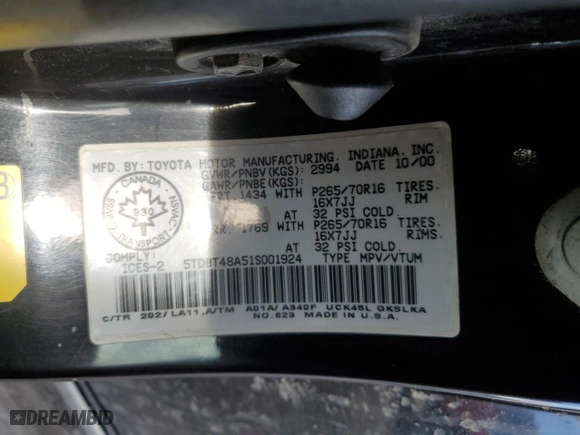 MFD. BY: TOYOTA MOTOR MANUFACTURING, INDIANA, INC.
GVWR/PNBV(KGS): 2994 DATE 10/00
GAWR/PNBE(KGS):
FRT. 1434 WITH P265/70R16 TIRES.
16X7JJ RIM
AT 32 PSI COLD.
RR. 1769 WITH P265/70R16 TIRES.
16X7JJ RIMS.
AT 32 PSI COLD.
CANADA
930
TRANSPORT
NSVAC-
COMPLY:
ICES-2 5TDBT48A51S001924 TYPE MPV/VTUM
C/TR 202/LA11,A/TM A01A/A340F UCK45L GKSLKA
NO.623 MADE IN U.S.A.
DREAMBID